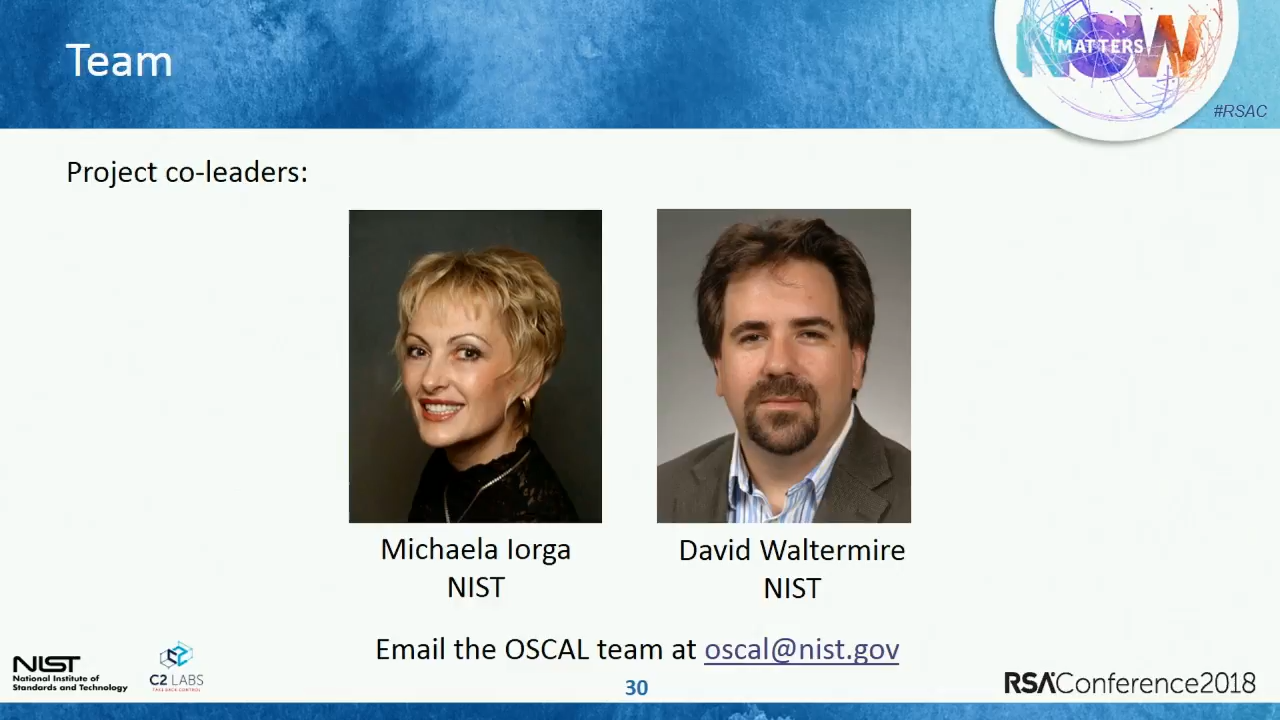 Team
NOW
MATTERS
#RSAC
Project co-leaders:
Michaela Iorga
NIST
David Waltermire
NIST
Email the OSCAL team at oscal@nist.gov
NIST
National Institute of
Standards and Technology
C2 LABS
TAKE BACK CONTROL
30
RSAConference2018